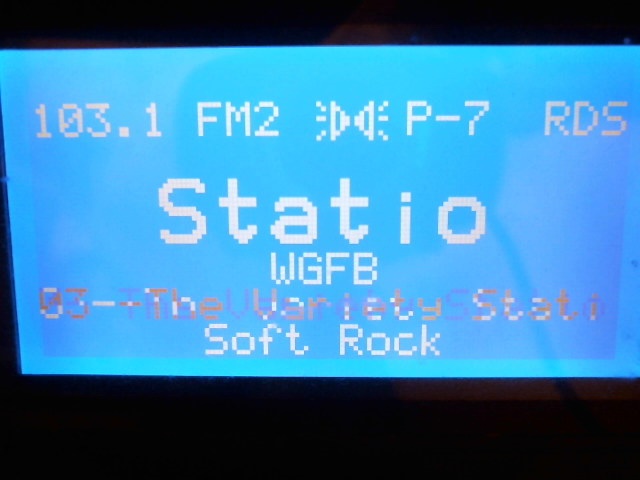 103.1 FM2 P-7 RDS
Statio
WGFB
03--The Variety Stati
Soft Rock